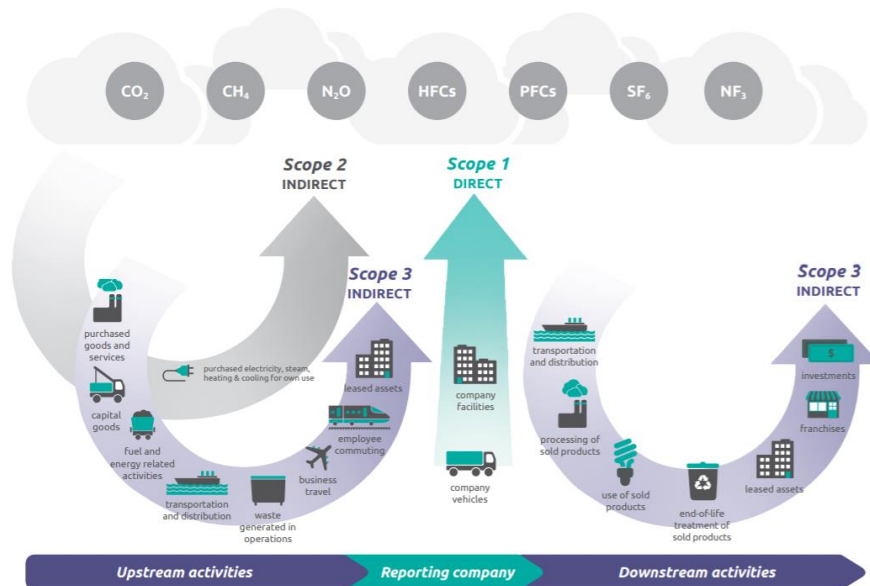 CO₂
CH₄
N₂O
HFCs
PFCs
SF₆
NF₃
Scope 2
INDIRECT
Scope 1
DIRECT
Scope 3
INDIRECT
Scope 3
INDIRECT
purchased
goods and
services
capital
goods
fuel and
energy related
activities
purchased electricity, steam,
heating & cooling for own use
transportation
and distribution
waste
generated in
operations
business
travel
employee
commuting
leased assets
company
facilities
company
vehicles
transportation
and distribution
processing of
sold products
use of sold
products
end-of-life
treatment of
sold products
leased assets
franchises
investments
$
Upstream activities
Reporting company
Downstream activities